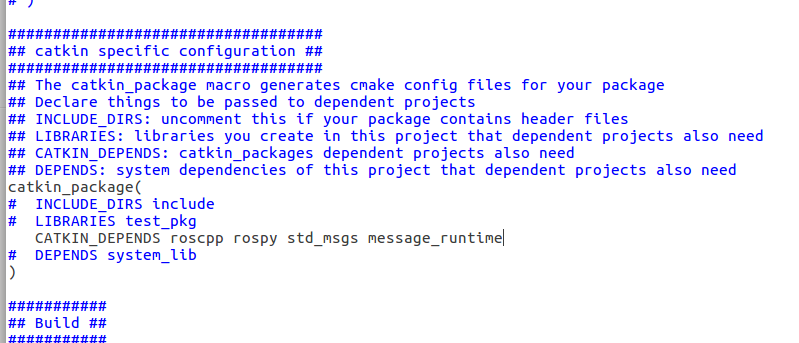 # )
##################################
## catkin specific configuration ##
##################################
## The catkin_package macro generates cmake config files for your package
## Declare things to be passed to dependent projects
## INCLUDE_DIRS: uncomment this if your package contains header files
## LIBRARIES: libraries you create in this project that dependent projects also need
## CATKIN_DEPENDS: catkin_packages dependent projects also need
## DEPENDS: system dependencies of this project that dependent projects also need
catkin_package(
#  INCLUDE_DIRS include
#  LIBRARIES test_pkg
   CATKIN_DEPENDS roscpp rospy std_msgs message_runtime
#  DEPENDS system_lib
)
###########
## Build ##
###########